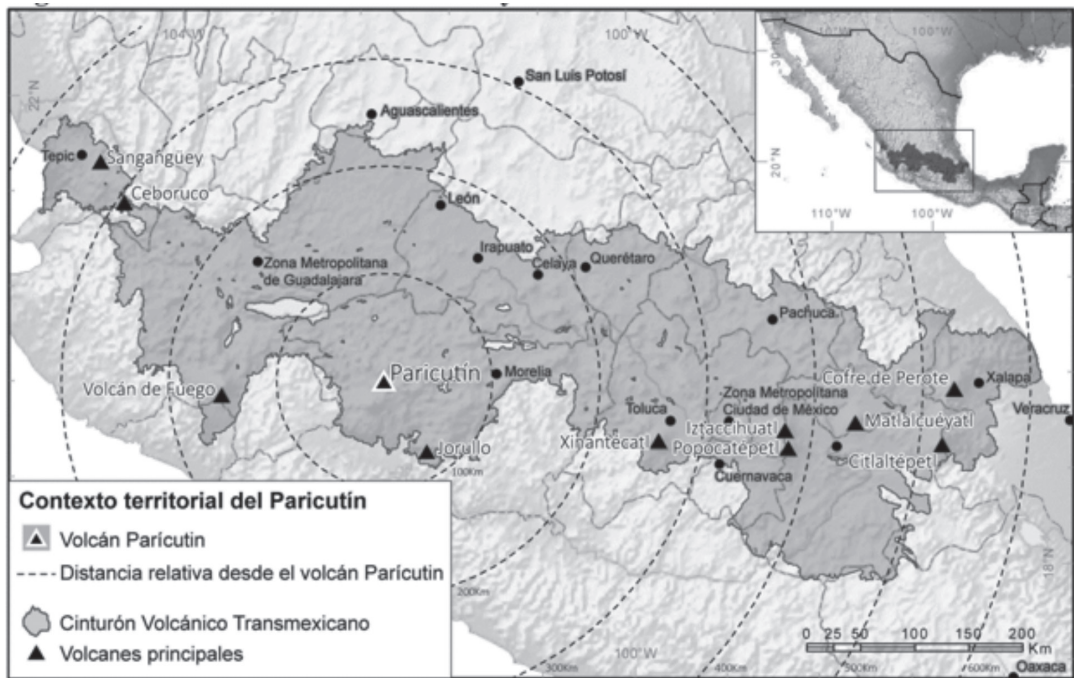 104°W
100°W
San Luis Potosí
22°N
Aguascalientes
Tepic
Sangangüey
Ceboruco
León
Zona Metropolitana
de Guadalajara
Irapuato
Celaya
Querétaro
Pachuca
Paricutín
Morelia
Volcán de Fuego
Jorullo
Toluca
Xinantécatl
Zona Metropolitana
Ciudad de México
Iztaccíhuatl
Popocatépetl
Cuernavaca
Cofre de Perote
Xalapa
Matlalcuéyatl
Veracruz
Citlaltépetl
100Km
200Km
300Km
400Km
500Km
600Km
100°W
18°N
Oaxaca
110°W
100°W
30°N
20°N
110°W
100°W
Contexto territorial del Paricutín
Volcán Parícutin
Distancia relativa desde el volcán Parícutin
Cinturón Volcánico Transmexicano
Volcanes principales
0 25 50 100 150 200
Km